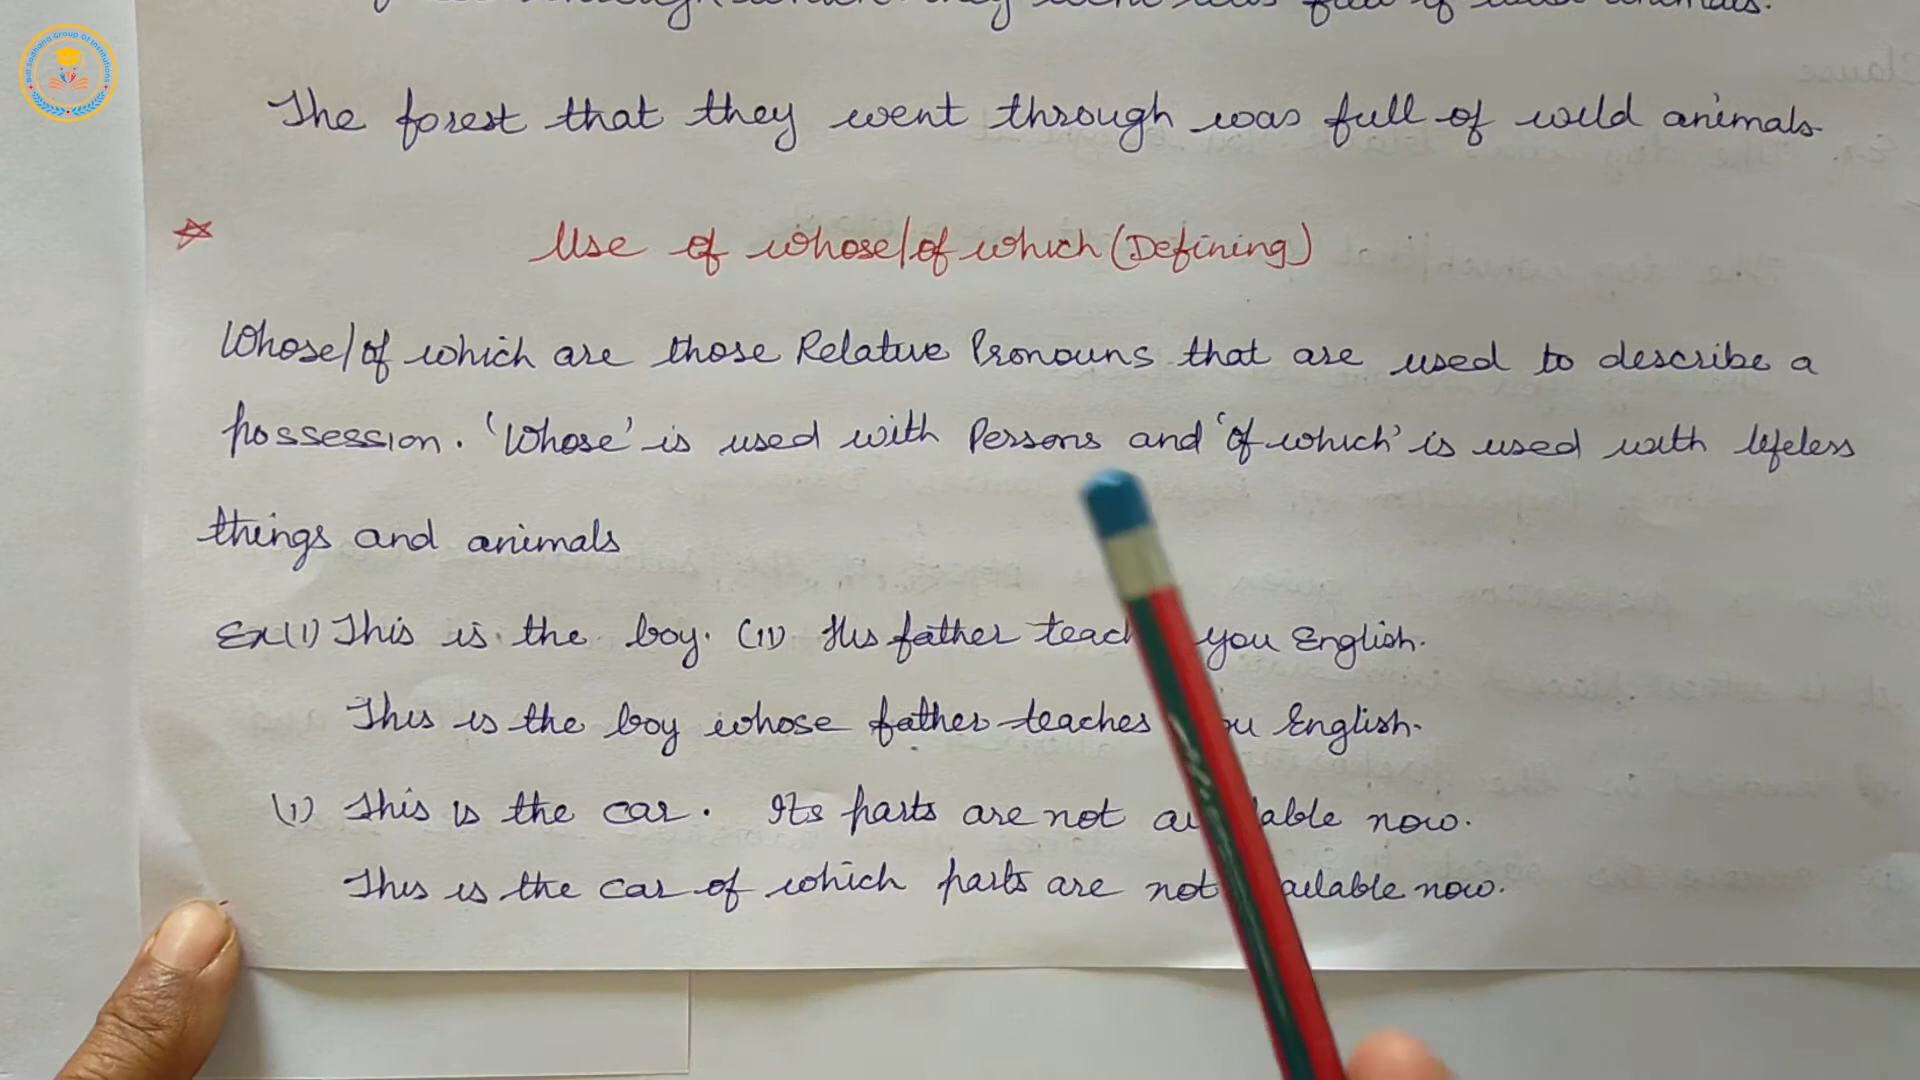 The forest that they went through was full of wild animals.
Use of whose/of which (Defining)
Whose/of which are those Relative Pronouns that are used to describe a
possession. 'Whose' is used with Persons and 'of which' is used with lifeless
things and animals
Ex (i) This is the boy. (ii) His father teach you English.
This is the boy whose father teaches English.
(i) This is the car. Its parts are not now.
This is the car of which parts are not now.